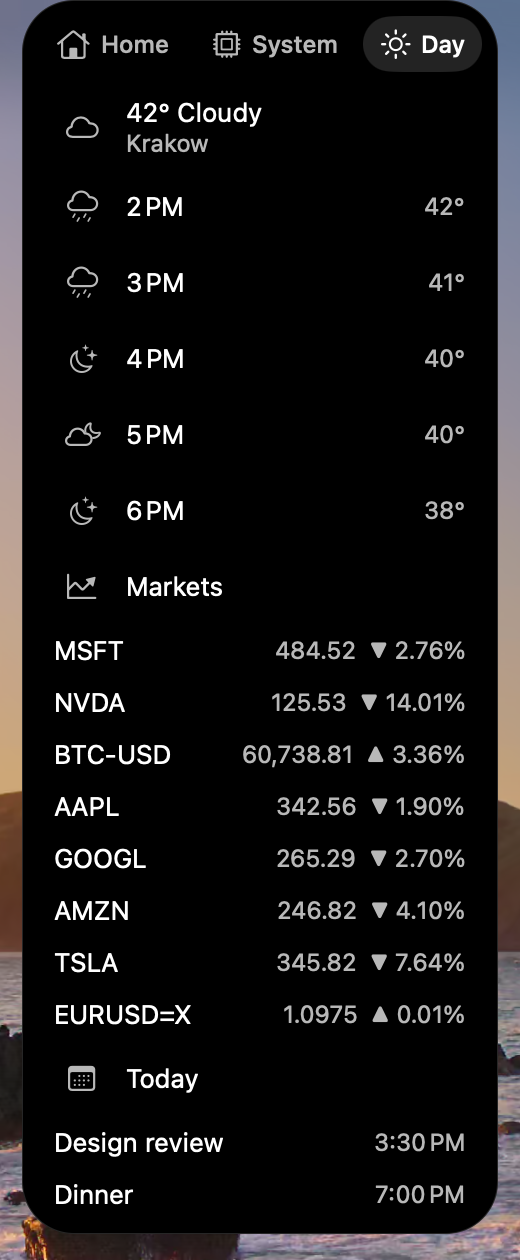 Home System Day
42° Cloudy
Krakow
2 PM 42°
3 PM 41°
4 PM 40°
5 PM 40°
6 PM 38°
Markets
MSFT 484.52 ▼ 2.76%
NVDA 125.53 ▼ 14.01%
BTC-USD 60,738.81 ▲ 3.36%
AAPL 342.56 ▼ 1.90%
GOOGL 265.29 ▼ 2.70%
AMZN 246.82 ▼ 4.10%
TSLA 345.82 ▼ 7.64%
EURUSD=X 1.0975 ▲ 0.01%
Today
Design review 3:30 PM
Dinner 7:00 PM